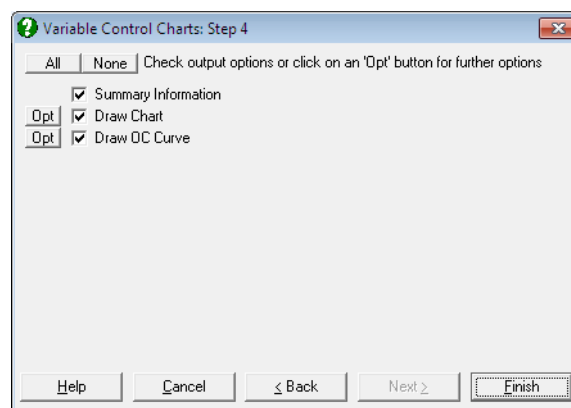 Variable Control Charts: Step 4
All None Check output options or click on an 'Opt' button for further options
Summary Information
Opt Draw Chart
Opt Draw OC Curve
Help Cancel < Back Next > Finish